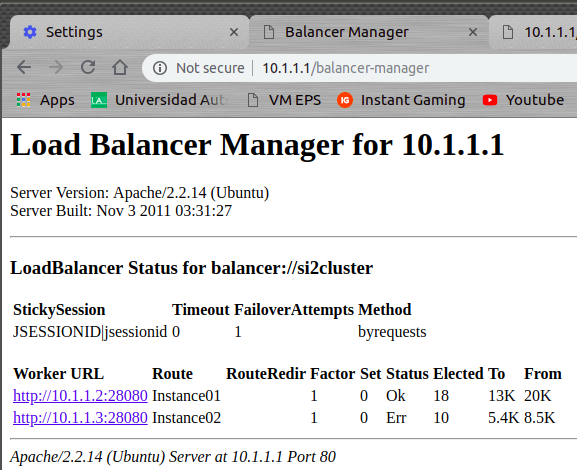 Settings
Balancer Manager
10.1.1.1/
Not secure | 10.1.1.1/balancer-manager
Apps Universidad Aut VM EPS Instant Gaming Youtube
Load Balancer Manager for 10.1.1.1
Server Version: Apache/2.2.14 (Ubuntu)
Server Built: Nov 3 2011 03:31:27
LoadBalancer Status for balancer://si2cluster
StickySession Timeout FailoverAttempts Method
JSESSIONID|jsessionid 0 1 byrequests
Worker URL Route RouteRedir Factor Set Status Elected To From
http://10.1.1.2:28080 Instance01 1 0 Ok 18 13K 20K
http://10.1.1.3:28080 Instance02 1 0 Err 10 5.4K 8.5K
Apache/2.2.14 (Ubuntu) Server at 10.1.1.1 Port 80